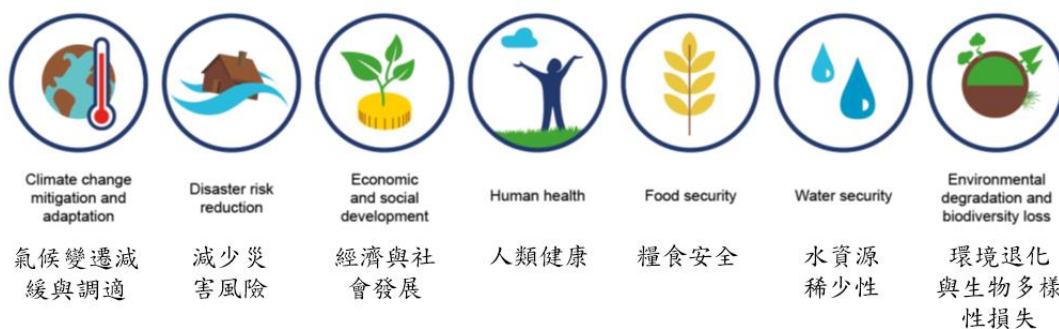 Climate change
mitigation and
adaptation
Disaster risk
reduction
Economic
and social
development
Human health
Food security
Water security
Environmental
degradation and
biodiversity loss
氣候變遷減
緩與調適
減少災
害風險
經濟與社
會發展
人類健康
糧食安全
水資源
稀少性
環境退化
與生物多樣
性損失